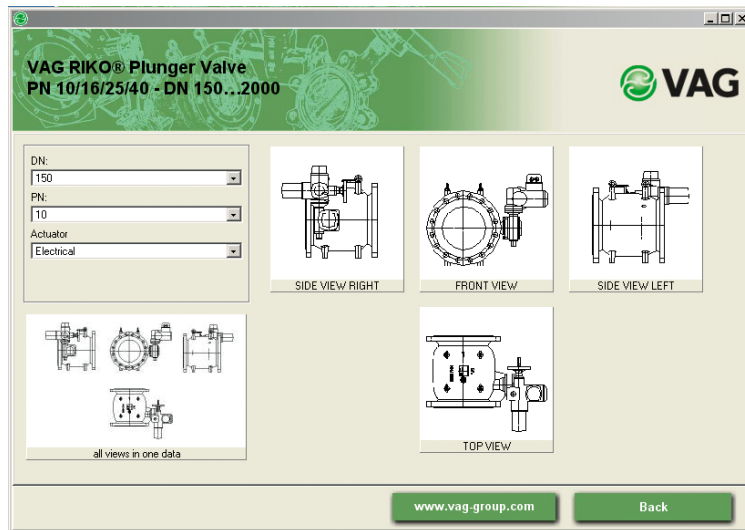 VAG RIKO® Plunger Valve
PN 10/16/25/40 - DN 150...2000
VAG
DN:
150
PN:
10
Actuator
Electrical
SIDE VIEW RIGHT
FRONT VIEW
SIDE VIEW LEFT
all views in one data
TOP VIEW
www.vag-group.com
Back